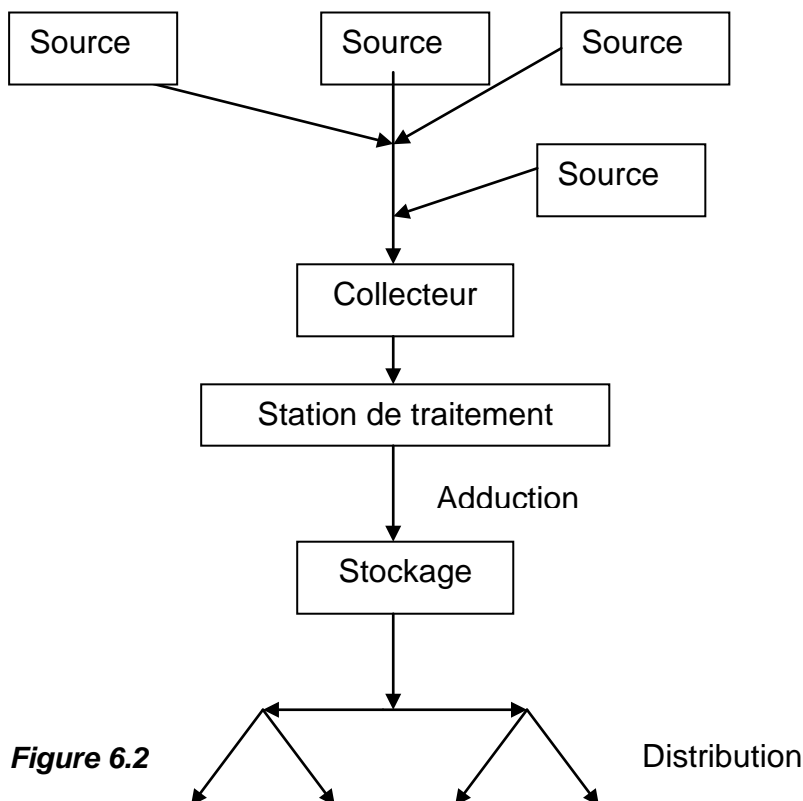 Source
Source
Source
Source
Collecteur
Station de traitement
Adduction
Stockage
Figure 6.2
Distribution